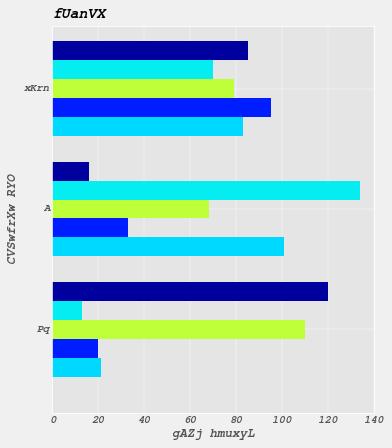 fUanVX
xKrn
A
Pq
CVSwfrXw RYO
0 20 40 60 80 100 120 140
gAZj hmuxyL